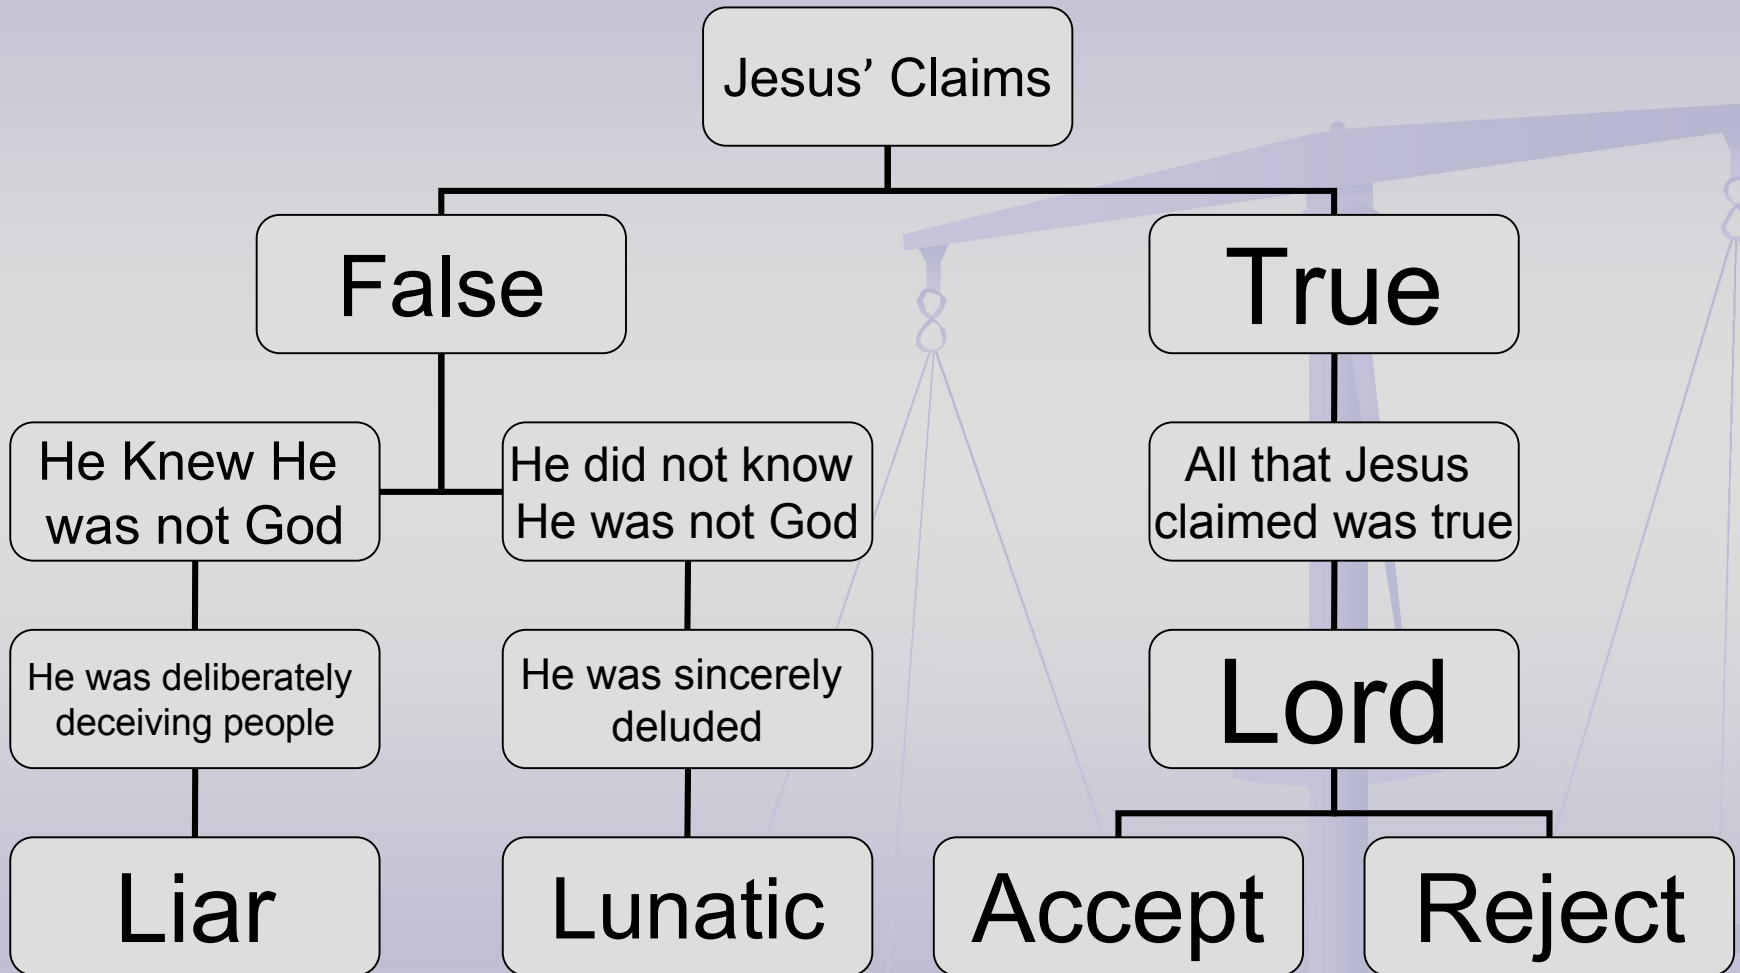 Jesus’ Claims
False
True
He Knew He
was not God
He did not know
He was not God
All that Jesus
claimed was true
He was deliberately
deceiving people
He was sincerely
deluded
Lord
Liar
Lunatic
Accept
Reject